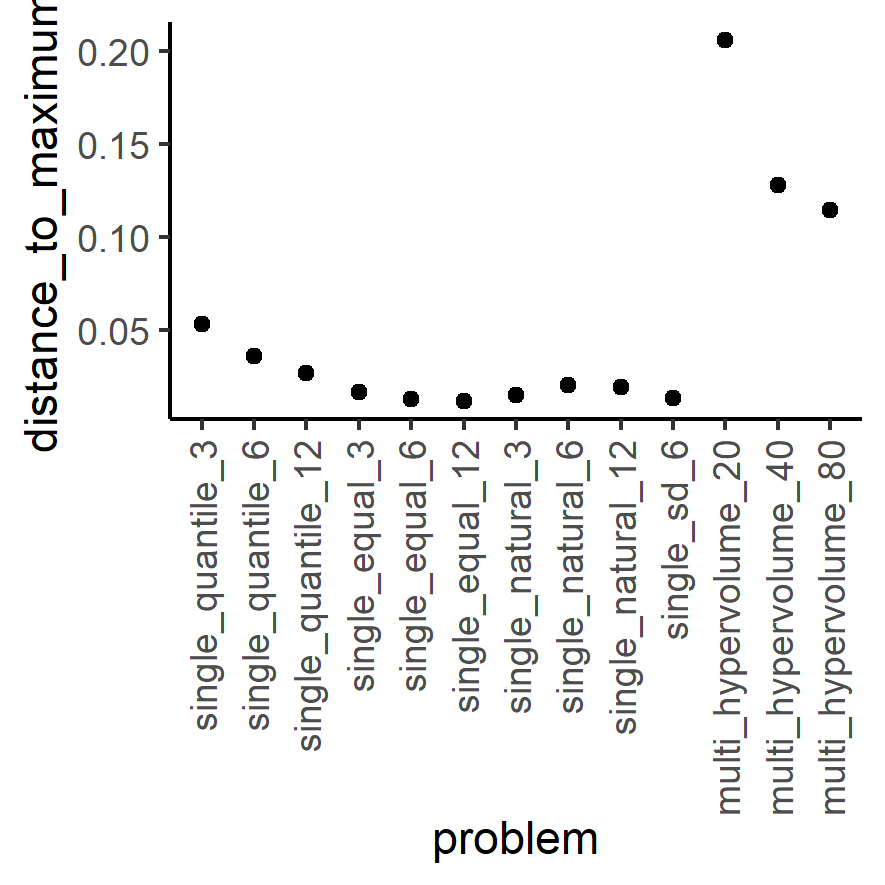 distance_to_maximum
0.20
0.15
0.10
0.05
single_quantile_3
single_quantile_6
single_quantile_12
single_equal_3
single_equal_6
single_equal_12
single_natural_3
single_natural_6
single_natural_12
single_sd_6
multi_hypervolume_20
multi_hypervolume_40
multi_hypervolume_80
problem